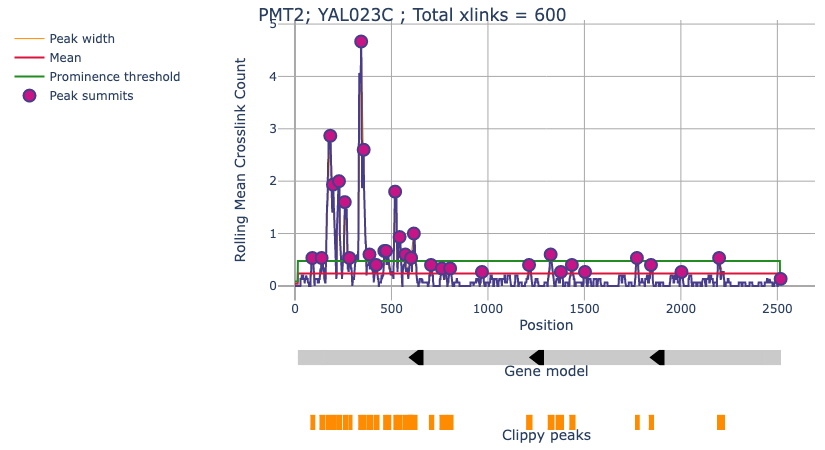 PMT2; YAL023C ; Total xlinks = 600
Peak width
Mean
Prominence threshold
Peak summits
Rolling Mean Crosslink Count
5
4
3
2
1
0
0 500 1000 1500 2000 2500
Position
Gene model
Clippy peaks